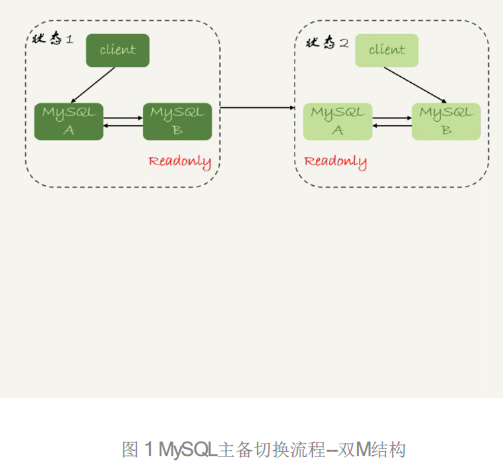 状态1
client
MySQL
A
MySQL
B
Readonly
状态2
client
MySQL
A
MySQL
B
Readonly
图 1 MySQL主备切换流程--双M结构